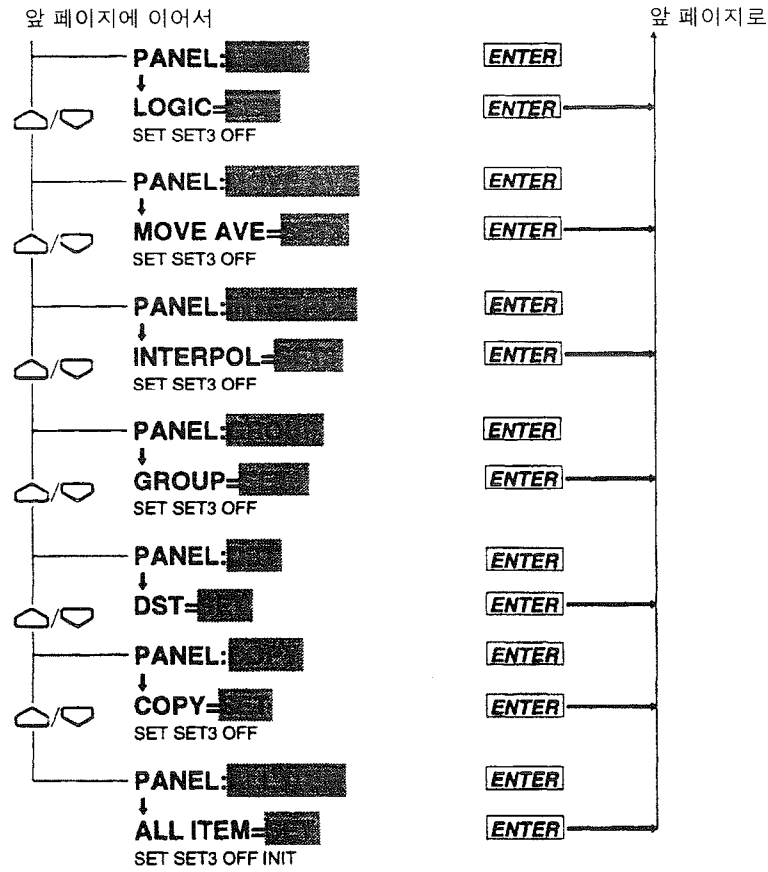 앞 페이지에 이어서
앞 페이지로
PANEL: ENTER
LOGIC= ENTER
SET SET3 OFF
PANEL: ENTER
MOVE AVE= ENTER
SET SET3 OFF
PANEL: ENTER
INTERPOL= ENTER
SET SET3 OFF
PANEL: ENTER
GROUP= ENTER
SET SET3 OFF
PANEL: ENTER
DST= ENTER
PANEL: ENTER
COPY= ENTER
SET SET3 OFF
PANEL: ENTER
ALL ITEM= ENTER
SET SET3 OFF INIT